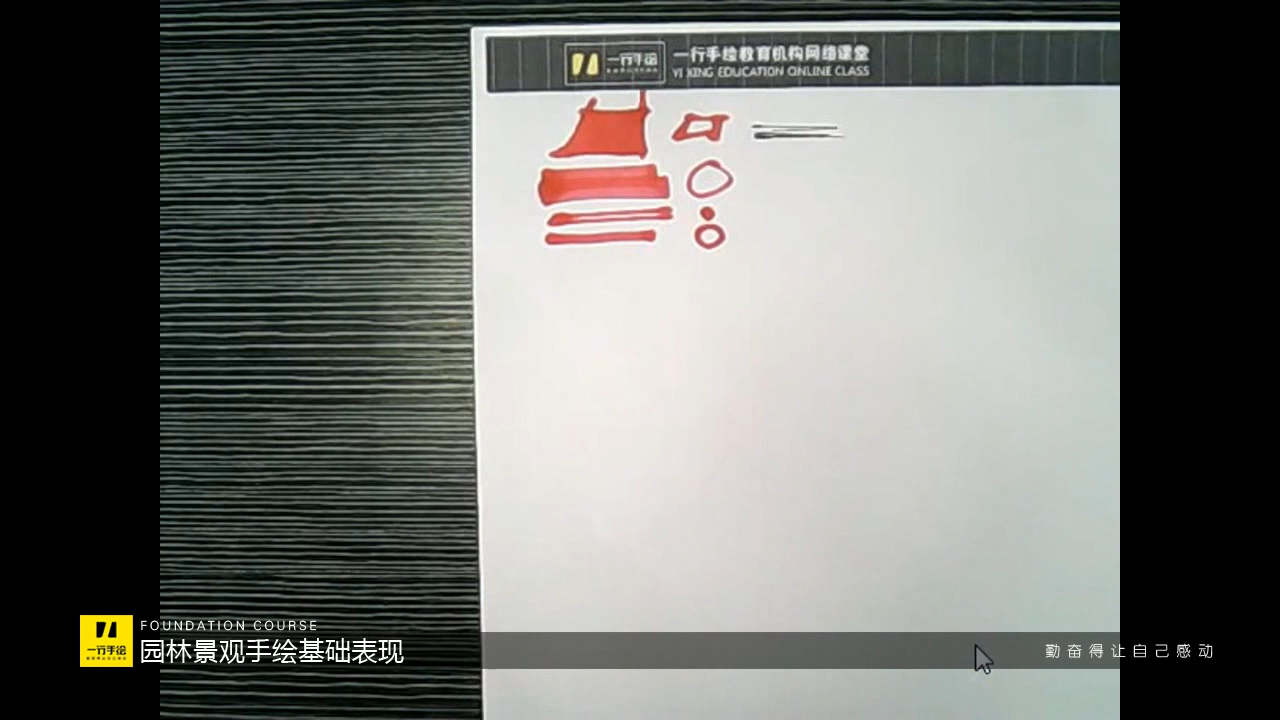 一行手绘
一行手绘教育机构网络课堂
YI XING EDUCATION ONLINE CLASS
FOUNDATION COURSE
一行手绘
园林景观手绘基础表现
勤奋得让自己感动